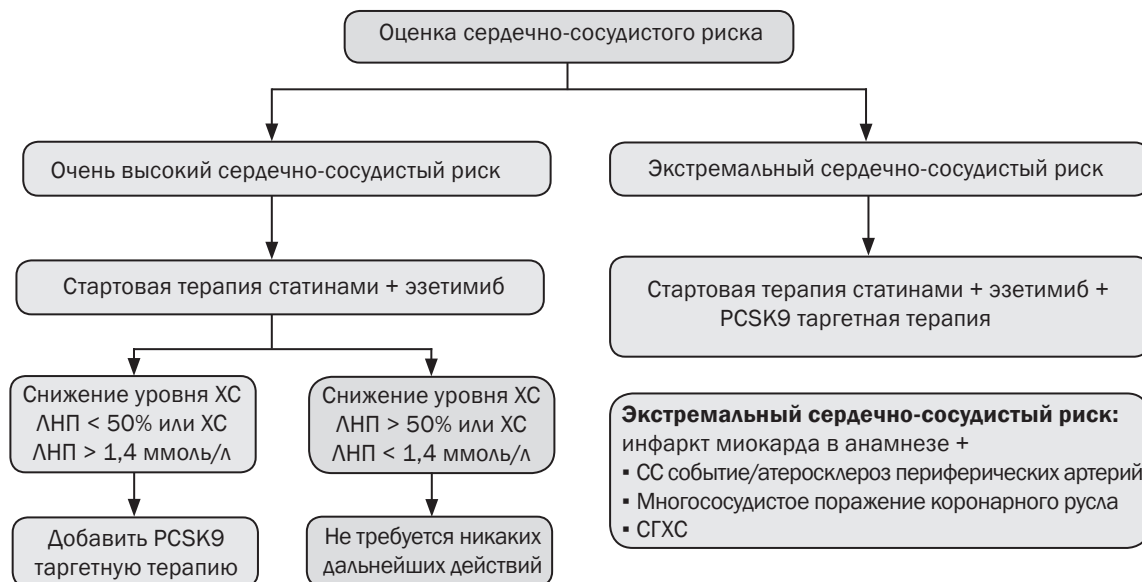 Оценка сердечно-сосудистого риска
Очень высокий сердечно-сосудистый риск
Экстремальный сердечно-сосудистый риск
Стартовая терапия статинами + эзетимиб
Стартовая терапия статинами + эзетимиб +
PCSK9 таргетная терапия
Снижение уровня ХС
ЛНП < 50% или ХС
ЛНП > 1,4 ммоль/л
Снижение уровня ХС
ЛНП > 50% или ХС
ЛНП < 1,4 ммоль/л
Добавить PCSK9
таргетную терапию
Не требуется никаких
дальнейших действий
Экстремальный сердечно-сосудистый риск:
инфаркт миокарда в анамнезе +
▪ СС событие/атеросклероз периферических артерий
▪ Многососудистое поражение коронарного русла
▪ СГХС